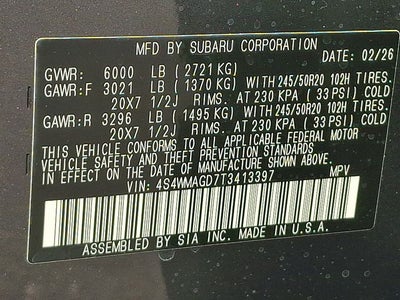 MFD BY SUBARU CORPORATION
DATE: 02/26
GVWR: 6000 LB ( 2721 KG)
GAWR:F 3021 LB ( 1370 KG) WITH 245/50R20 102H TIRES.
20X7 1/2J RIMS. AT 230 KPA ( 33 PSI) COLD
GAWR:R 3296 LB ( 1495 KG) WITH 245/50R20 102H TIRES.
20X7 1/2J RIMS. AT 230 KPA ( 33 PSI) COLD
THIS VEHICLE CONFORMS TO ALL APPLICABLE FEDERAL MOTOR
VEHICLE SAFETY AND THEFT PREVENTION STANDARDS
IN EFFECT ON THE DATE OF MANUFACTURE SHOWN ABOVE.
VIN: 4S4WMAGD7T3413397 MPV
ASSEMBLED BY SIA INC. MADE IN U.S.A.